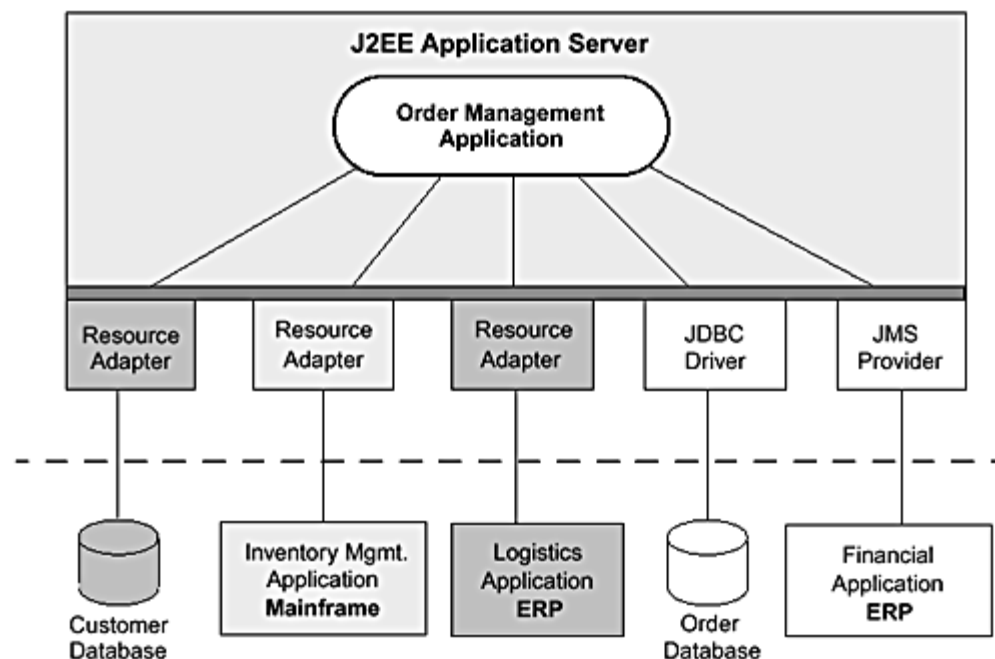 J2EE Application Server
Order Management
Application
Resource
Adapter
Resource
Adapter
Resource
Adapter
JDBC
Driver
JMS
Provider
Customer
Database
Inventory Mgmt.
Application
Mainframe
Logistics
Application
ERP
Order
Database
Financial
Application
ERP